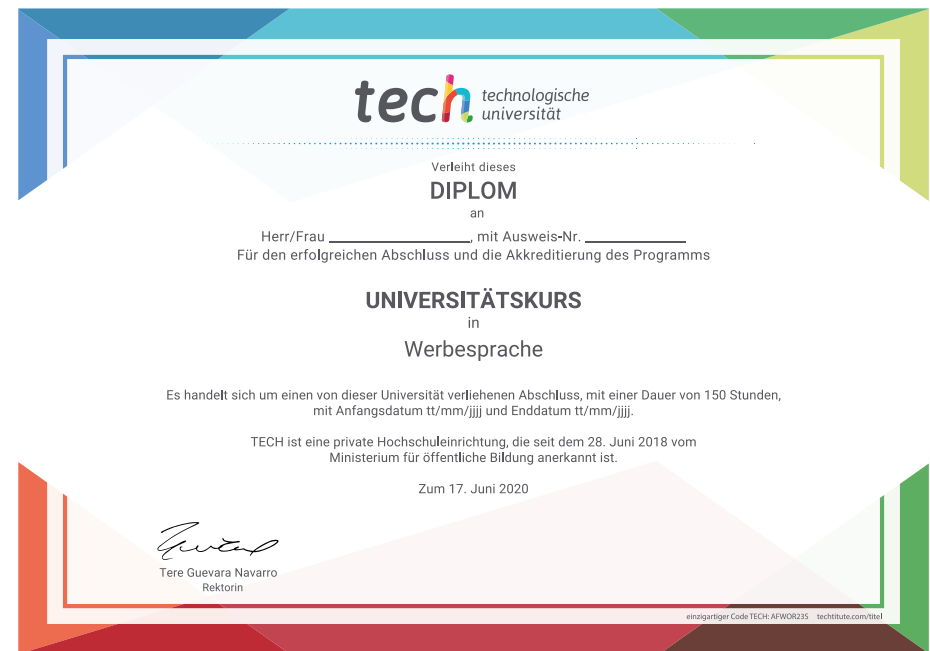 tech technologische
universität
Verleiht dieses
DIPLOM
an
Herr/Frau ____________________, mit Ausweis-Nr. ______________
Für den erfolgreichen Abschluss und die Akkreditierung des Programms
UNIVERSITÄTSKURS
in
Werbesprache
Es handelt sich um einen von dieser Universität verliehenen Abschluss, mit einer Dauer von 150 Stunden,
mit Anfangsdatum tt/mm/jjjj und Enddatum tt/mm/jjjj.
TECH ist eine private Hochschuleinrichtung, die seit dem 28. Juni 2018 vom
Ministerium für öffentliche Bildung anerkannt ist.
Zum 17. Juni 2020
Tere Guevara Navarro
Rektorin
einzigartiger Code TECH: AFWOR23S techtitute.com/titel